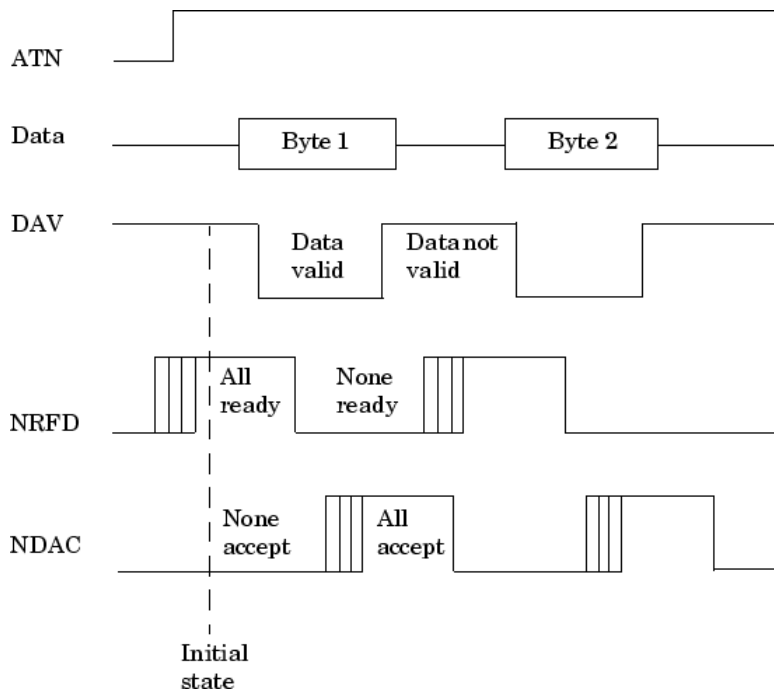 ATN
Data
Byte 1
Byte 2
DAV
Data
valid
Data not
valid
NRFD
All
ready
None
ready
NDAC
None
accept
All
accept
Initial
state